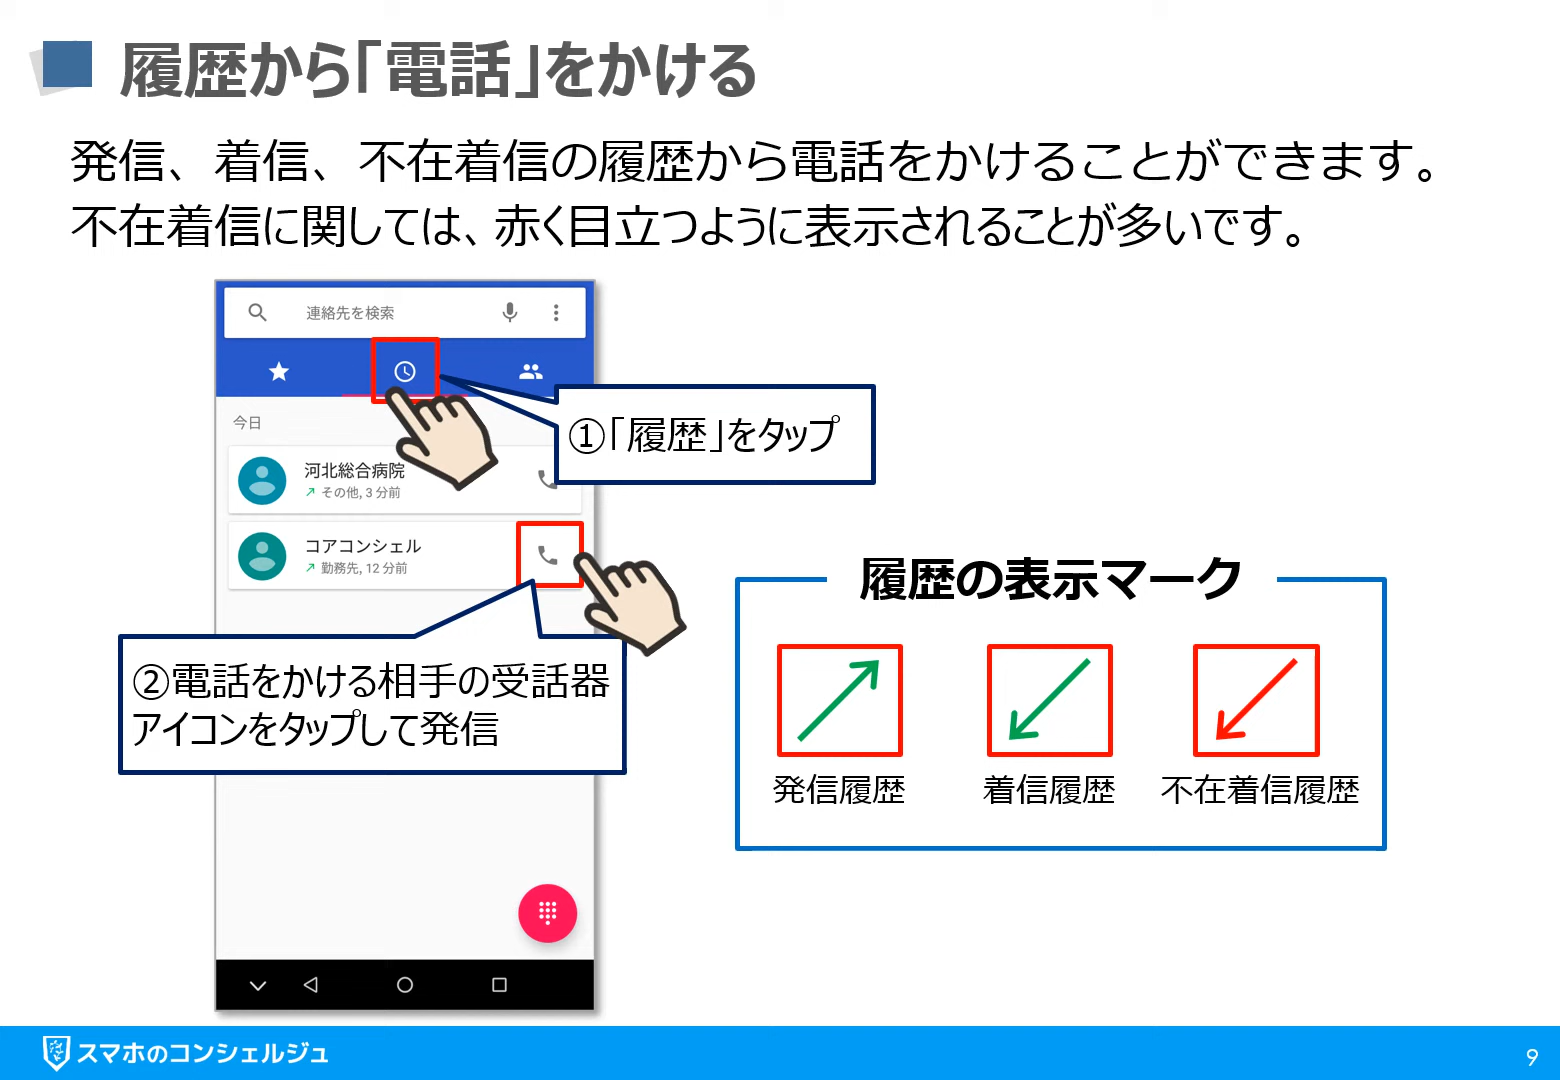 履歴から「電話」をかける
発信、着信、不在着信の履歴から電話をかけることができます。
不在着信に関しては、赤く目立つように表示されることが多いです。
連絡先を検索
今日
河北総合病院
その他, 3 分前
コアコンシェル
勤務先, 12 分前
①「履歴」をタップ
②電話をかける相手の受話器
アイコンをタップして発信
履歴の表示マーク
発信履歴
着信履歴
不在着信履歴
スマホのコンシェルジュ
9